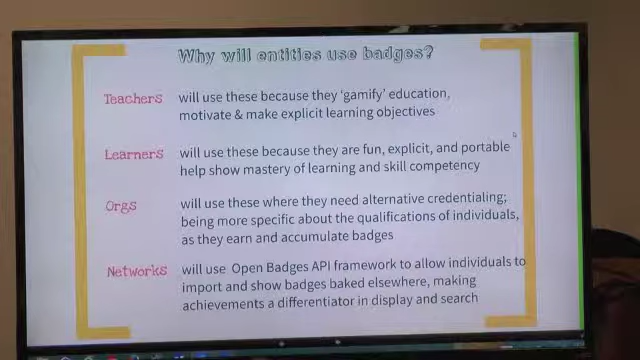 Why will entities use badges?
Teachers will use these because they 'gamify' education,
motivate & make explicit learning objectives
Learners will use these because they are fun, explicit, and portable
help show mastery of learning and skill competency
Orgs will use these where they need alternative credentialing;
being more specific about the qualifications of individuals,
as they earn and accumulate badges
Networks will use Open Badges API framework to allow individuals to
import and show badges baked elsewhere, making
achievements a differentiator in display and search